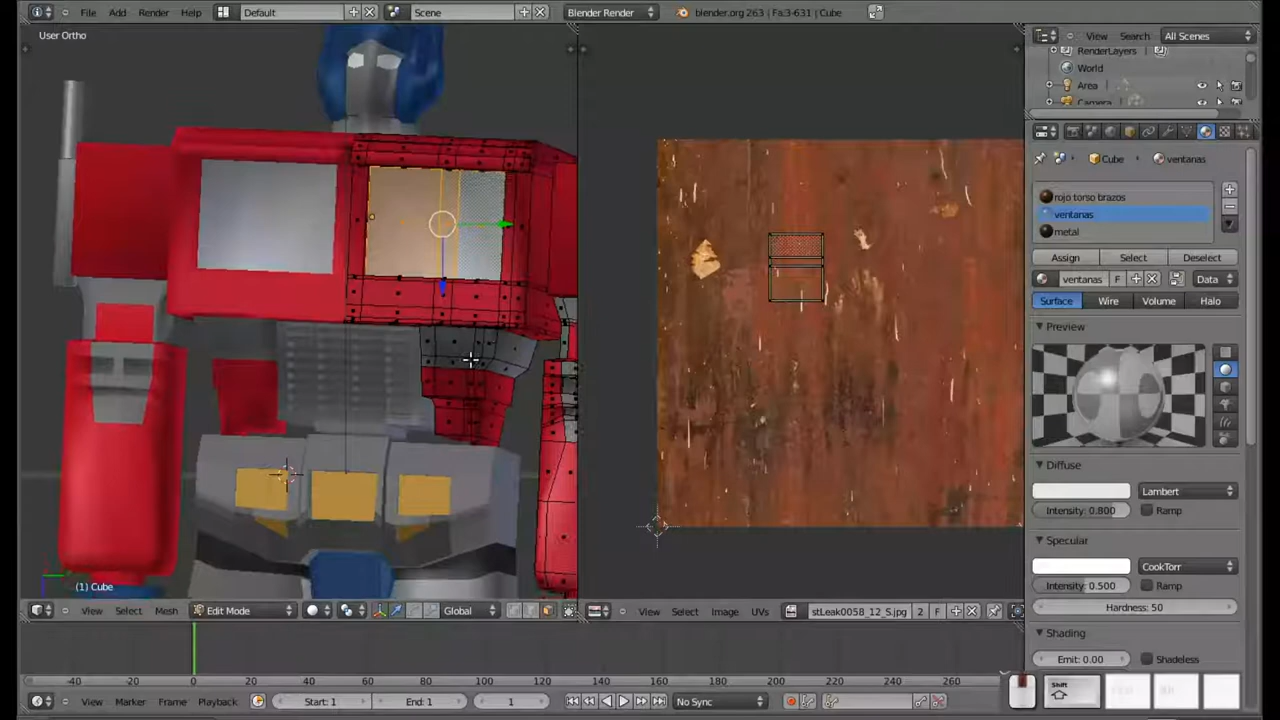 File Add Render Window Help Default Scene Blender Render blender.org 263 | Fa:3-631 | Cube
User Ortho
View Search All Scenes
RenderLayers
World
Area
Camera
Cube ventanas
rojo torso brazos
ventanas
metal
Assign Select Deselect
ventanas F Data
Surface Wire Volume Halo
Preview
Diffuse
Lambert
Intensity: 0.800 Ramp
Specular
CookTorr
Intensity: 0.500 Ramp
Hardness: 50
Shading
Emit: 0.00 Shadeless
(1) Cube
View Select Mesh Edit Mode Global
View Select Image UVs stLeak0058_12_S.jpg 2 F
-40 -20 0 20 40 60 80 100 120 140 160 180 200 220 240 260
View Marker Frame Playback Start: 1 End: 1 1 No Sync
Shift